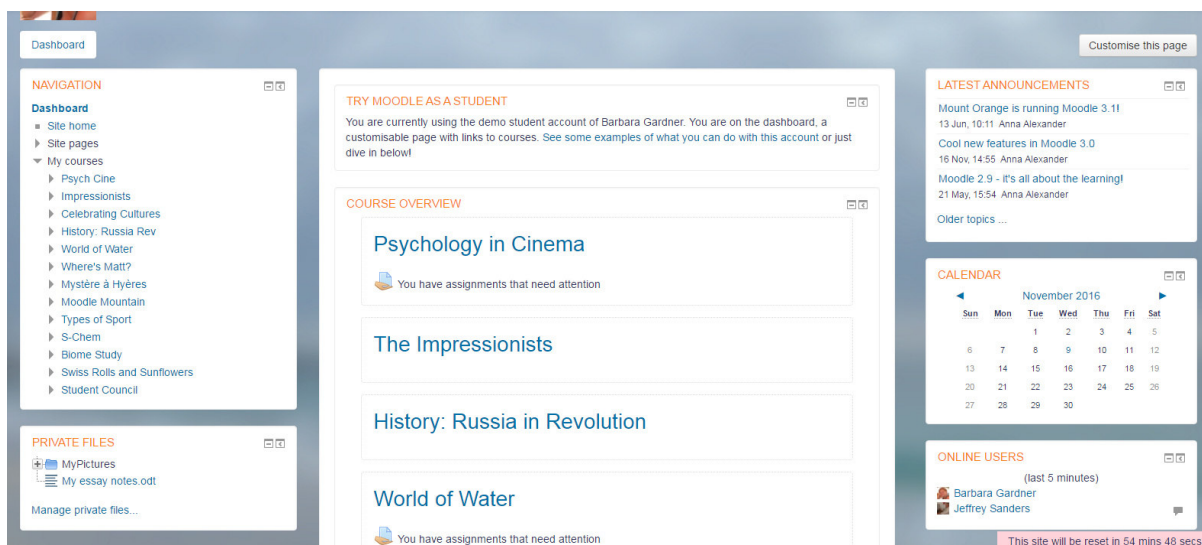 Dashboard
Customise this page
NAVIGATION
Dashboard
Site home
Site pages
My courses
Psych Cine
Impressionists
Celebrating Cultures
History: Russia Rev
World of Water
Where's Matt?
Mystère à Hyères
Moodle Mountain
Types of Sport
S-Chem
Biome Study
Swiss Rolls and Sunflowers
Student Council
PRIVATE FILES
MyPictures
My essay notes.odt
Manage private files...
TRY MOODLE AS A STUDENT
You are currently using the demo student account of Barbara Gardner. You are on the dashboard, a
customisable page with links to courses. See some examples of what you can do with this account or just
dive in below!
COURSE OVERVIEW
Psychology in Cinema
You have assignments that need attention
The Impressionists
History: Russia in Revolution
World of Water
You have assignments that need attention
LATEST ANNOUNCEMENTS
Mount Orange is running Moodle 3.1!
13 Jun, 10:11 Anna Alexander
Cool new features in Moodle 3.0
16 Nov, 14:55 Anna Alexander
Moodle 2.9 - it's all about the learning!
21 May, 15:54 Anna Alexander
Older topics ...
CALENDAR
November 2016
Sun Mon Tue Wed Thu Fri Sat
1 2 3 4 5
6 7 8 9 10 11 12
13 14 15 16 17 18 19
20 21 22 23 24 25 26
27 28 29 30
ONLINE USERS
(last 5 minutes)
Barbara Gardner
Jeffrey Sanders
This site will be reset in 54 mins 48 secs